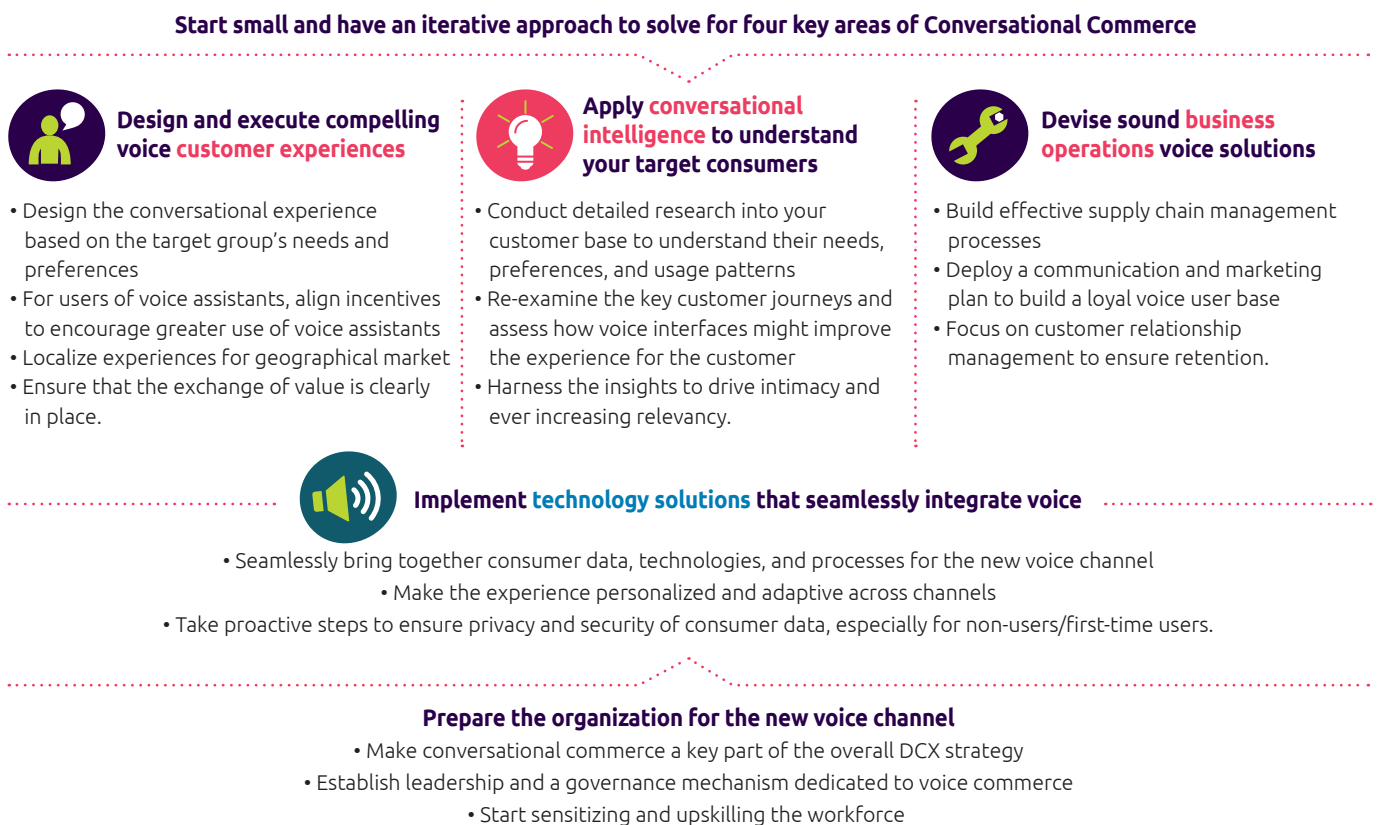 Start small and have an iterative approach to solve for four key areas of Conversational Commerce
Design and execute compelling
voice customer experiences
• Design the conversational experience
based on the target group’s needs and
preferences
• For users of voice assistants, align incentives
to encourage greater use of voice assistants
• Localize experiences for geographical market
• Ensure that the exchange of value is clearly
in place.
Apply conversational
intelligence to understand
your target consumers
• Conduct detailed research into your
customer base to understand their needs,
preferences, and usage patterns
• Re-examine the key customer journeys and
assess how voice interfaces might improve
the experience for the customer
• Harness the insights to drive intimacy and
ever increasing relevancy.
Devise sound business
operations voice solutions
• Build effective supply chain management
processes
• Deploy a communication and marketing
plan to build a loyal voice user base
• Focus on customer relationship
management to ensure retention.
Implement technology solutions that seamlessly integrate voice
• Seamlessly bring together consumer data, technologies, and processes for the new voice channel
• Make the experience personalized and adaptive across channels
• Take proactive steps to ensure privacy and security of consumer data, especially for non-users/first-time users.
Prepare the organization for the new voice channel
• Make conversational commerce a key part of the overall DCX strategy
• Establish leadership and a governance mechanism dedicated to voice commerce
• Start sensitizing and upskilling the workforce